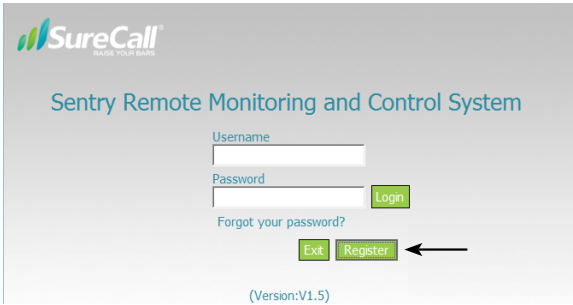 SureCall
RAISE YOUR BARS
Sentry Remote Monitoring and Control System
Username
Password
Login
Forgot your password?
Exit Register
(Version:V1.5)